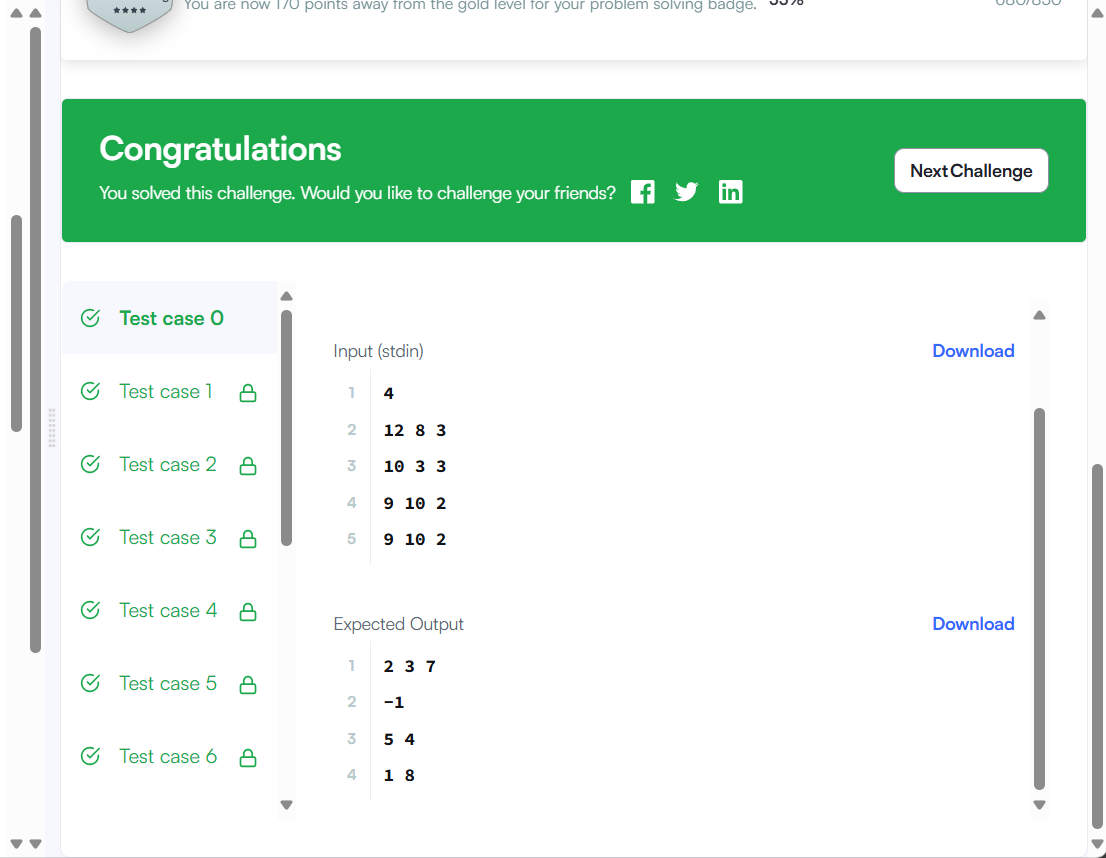 You are now 170 points away from the gold level for your problem solving badge. 55% 680/850
Congratulations
You solved this challenge. Would you like to challenge your friends?
Next Challenge
Test case 0
Test case 1
Test case 2
Test case 3
Test case 4
Test case 5
Test case 6
Input (stdin)
Download
1 4
2 12 8 3
3 10 3 3
4 9 10 2
5 9 10 2
Expected Output
Download
1 2 3 7
2 -1
3 5 4
4 1 8